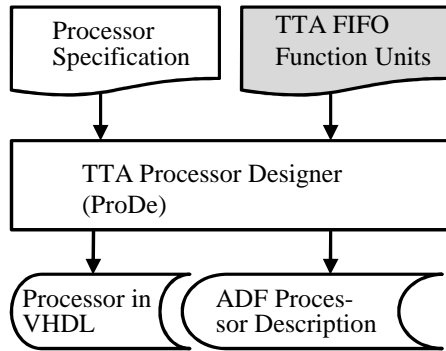 Processor
Specification
TTA FIFO
Function Units
TTA Processor Designer
(ProDe)
Processor in
VHDL
ADF Proces-
sor Description